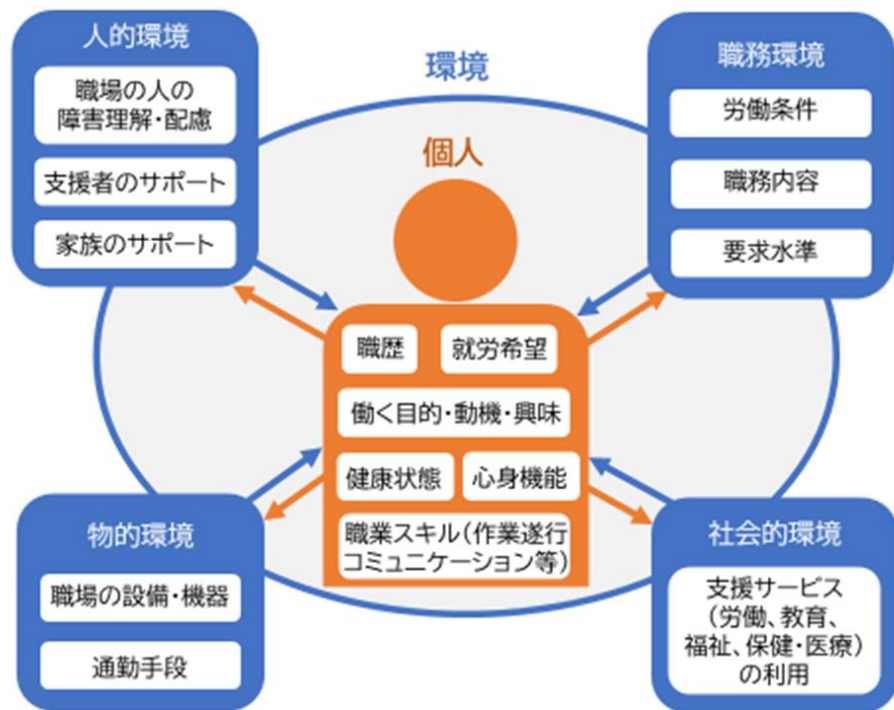 人的環境
職場の人の
障害理解・配慮
支援者のサポート
家族のサポート
環境
職務環境
労働条件
職務内容
要求水準
個人
職歴
就労希望
働く目的・動機・興味
健康状態
心身機能
職業スキル(作業遂行
コミュニケーション等)
物的環境
職場の設備・機器
通勤手段
社会的環境
支援サービス
(労働、教育、
福祉、保健・医療)
の利用